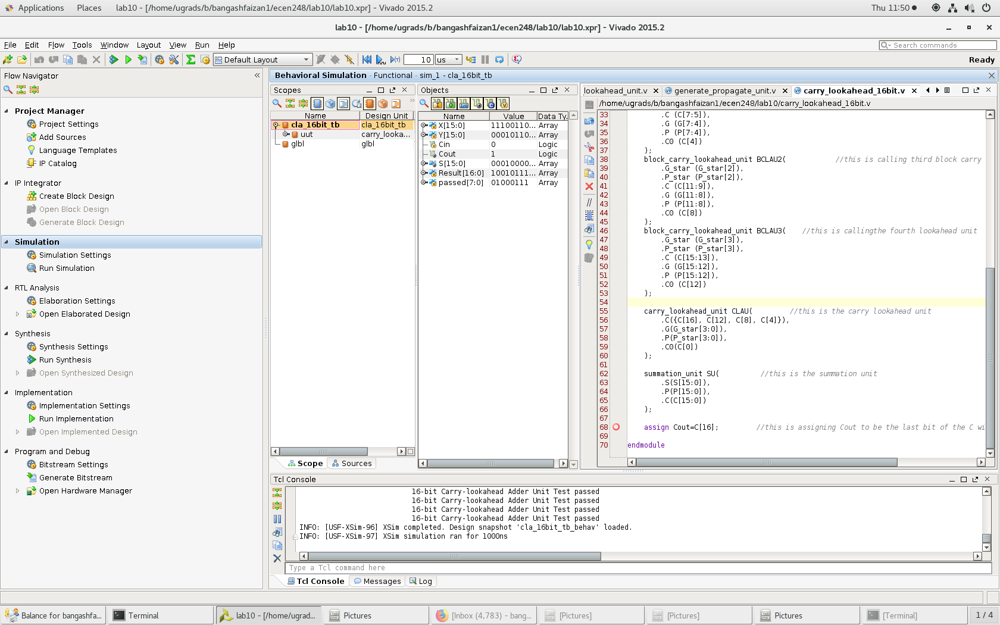 Applications Places lab10 - [/home/ugrads/b/bangashfaizan1/ecen248/lab10/lab10.xpr] - Vivado 2015.2 Thu 11:50
lab10 - [/home/ugrads/b/bangashfaizan1/ecen248/lab10/lab10.xpr] - Vivado 2015.2
File Edit Flow Tools Window Layout View Run Help Search commands
Default Layout 10 us Ready
Flow Navigator
Project Manager
Project Settings
Add Sources
Language Templates
IP Catalog
IP Integrator
Create Block Design
Open Block Design
Generate Block Design
Simulation
Simulation Settings
Run Simulation
RTL Analysis
Elaboration Settings
Open Elaborated Design
Synthesis
Synthesis Settings
Run Synthesis
Open Synthesized Design
Implementation
Implementation Settings
Run Implementation
Open Implemented Design
Program and Debug
Bitstream Settings
Generate Bitstream
Open Hardware Manager
Behavioral Simulation - Functional - sim_1 - cla_16bit_tb
Scopes
Name Design Unit
cla_16bit_tb cla_16bit_tb
uut carry_looka...
glbl glbl
Scope Sources
Objects
Name Value Data Ty.
X[15:0] 11100110... Array
Y[15:0] 00010110... Array
Cin 0 Logic
Cout 1 Logic
S[15:0] 00010000... Array
Result[16:0] 10010111... Array
passed[7:0] 01000111 Array
lookahead_unit.v generate_propagate_unit.v carry_lookahead_16bit.v
/home/ugrads/b/bangashfaizan1/ecen248/lab10/carry_lookahead_16bit.v
33 .C (C[7:5]),
34 .G (G[7:4]),
35 .P (P[7:4]),
36 .C0 (C[4])
37 );
38 block_carry_lookahead_unit BCLAU2( //this is calling third block carry
39 .G_star (G_star[2]),
40 .P_star (P_star[2]),
41 .C (C[11:9]),
42 .G (G[11:8]),
43 .P (P[11:8]),
44 .C0 (C[8])
45 );
46 block_carry_lookahead_unit BCLAU3( //this is callingthe fourth lookahead unit
47 .G_star (G_star[3]),
48 .P_star (P_star[3]),
49 .C (C[15:13]),
50 .G (G[15:12]),
51 .P (P[15:12]),
52 .C0 (C[12])
53 );
54
55 carry_lookahead_unit CLAU( //this is the carry lookahead unit
56 .C({C[16], C[12], C[8], C[4]}),
57 .G(G_star[3:0]),
58 .P(P_star[3:0]),
59 .C0(C[0])
60 );
61
62 summation_unit SU( //this is the summation unit
63 .S(S[15:0]),
64 .P(P[15:0]),
65 .C(C[15:0])
66 );
67
68 assign Cout=C[16]; //this is assigning Cout to be the last bit of the C wi
69
70 endmodule
Tcl Console
16-bit Carry-lookahead Adder Unit Test passed
16-bit Carry-lookahead Adder Unit Test passed
16-bit Carry-lookahead Adder Unit Test passed
16-bit Carry-lookahead Adder Unit Test passed
INFO: [USF-XSim-96] XSim completed. Design snapshot 'cla_16bit_tb_behav' loaded.
INFO: [USF-XSim-97] XSim simulation ran for 1000ns
Type a Tcl command here
Tcl Console Messages Log
Balance for bangashfa... Terminal lab10 - [/home/ugrad... Pictures [Inbox (4,783) - bang... [Pictures] [Pictures] Pictures [Terminal] 1 / 4